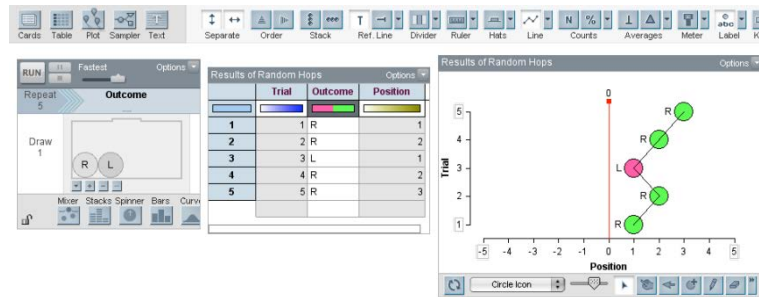 Cards Table Plot Sampler Text Separate Order Stack Ref. Line Divider Ruler Hats Line Counts Averages Meter Label
RUN Fastest Options
Repeat Outcome
5
Draw
1
R L
Mixer Stacks Spinner Bars Curv
Results of Random Hops Options
Trial Outcome Position
1 1 R 1
2 2 R 2
3 3 L 1
4 4 R 2
5 5 R 3
Results of Random Hops Options
0
5 R
4 R
Trial 3 L
2 R
1 R
-5 -4 -3 -2 -1 0 1 2 3 4 5
Position
Circle Icon